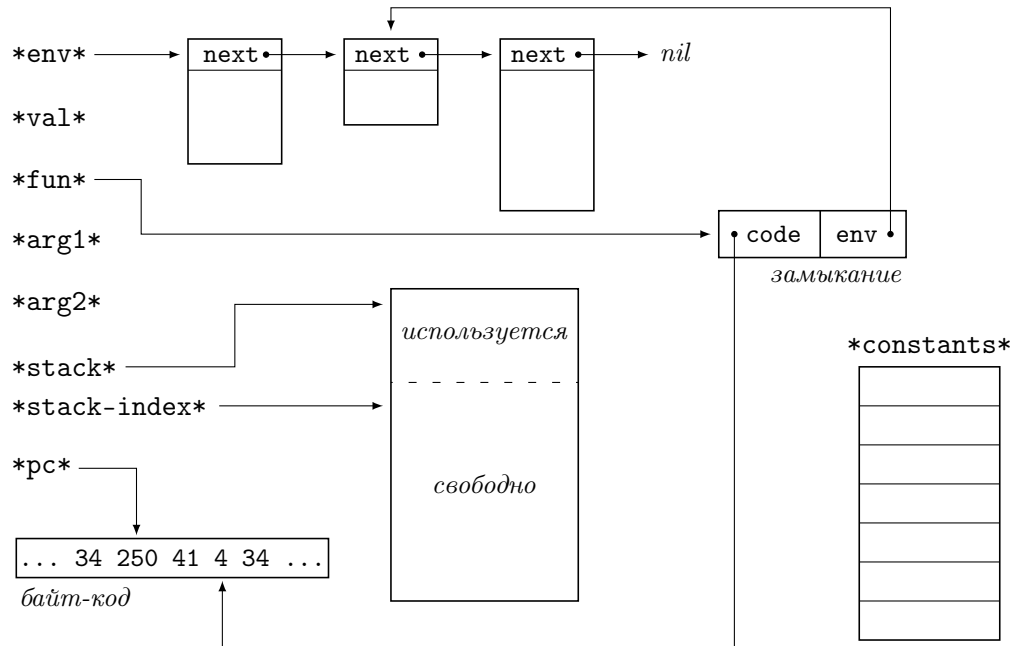 *env* next next next nil
*val*
*fun*
*arg1*
code env
замыкание
*arg2*
используется
*constants*
*stack*
*stack-index*
*pc*
свободно
... 34 250 41 4 34 ...
байт-код